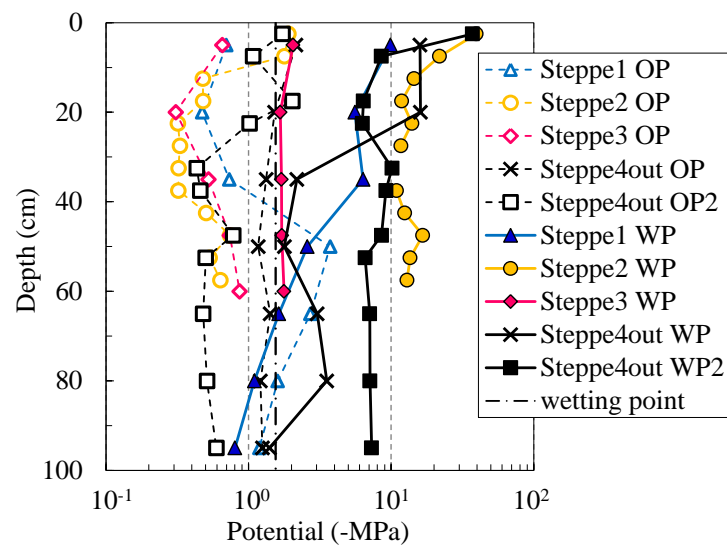 0
20
40
60
80
100
Depth (cm)
10-1
100
101
102
Potential (-MPa)
Steppe1 OP
Steppe2 OP
Steppe3 OP
Steppe4out OP
Steppe4out OP2
Steppe1 WP
Steppe2 WP
Steppe3 WP
Steppe4out WP
Steppe4out WP2
wetting point